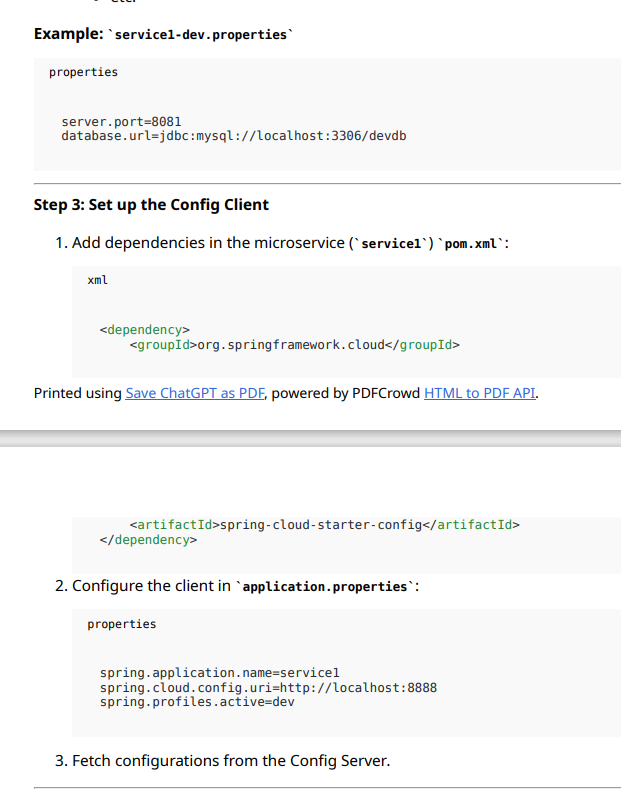 Example: `service1-dev.properties`
properties
server.port=8081
database.url=jdbc:mysql://localhost:3306/devdb
Step 3: Set up the Config Client
1. Add dependencies in the microservice (`service1`) `pom.xml`:
xml
<dependency>
    <groupId>org.springframework.cloud</groupId>
Printed using Save ChatGPT as PDF, powered by PDFCrowd HTML to PDF API.
    <artifactId>spring-cloud-starter-config</artifactId>
</dependency>
2. Configure the client in `application.properties`:
properties
spring.application.name=service1
spring.cloud.config.uri=http://localhost:8888
spring.profiles.active=dev
3. Fetch configurations from the Config Server.